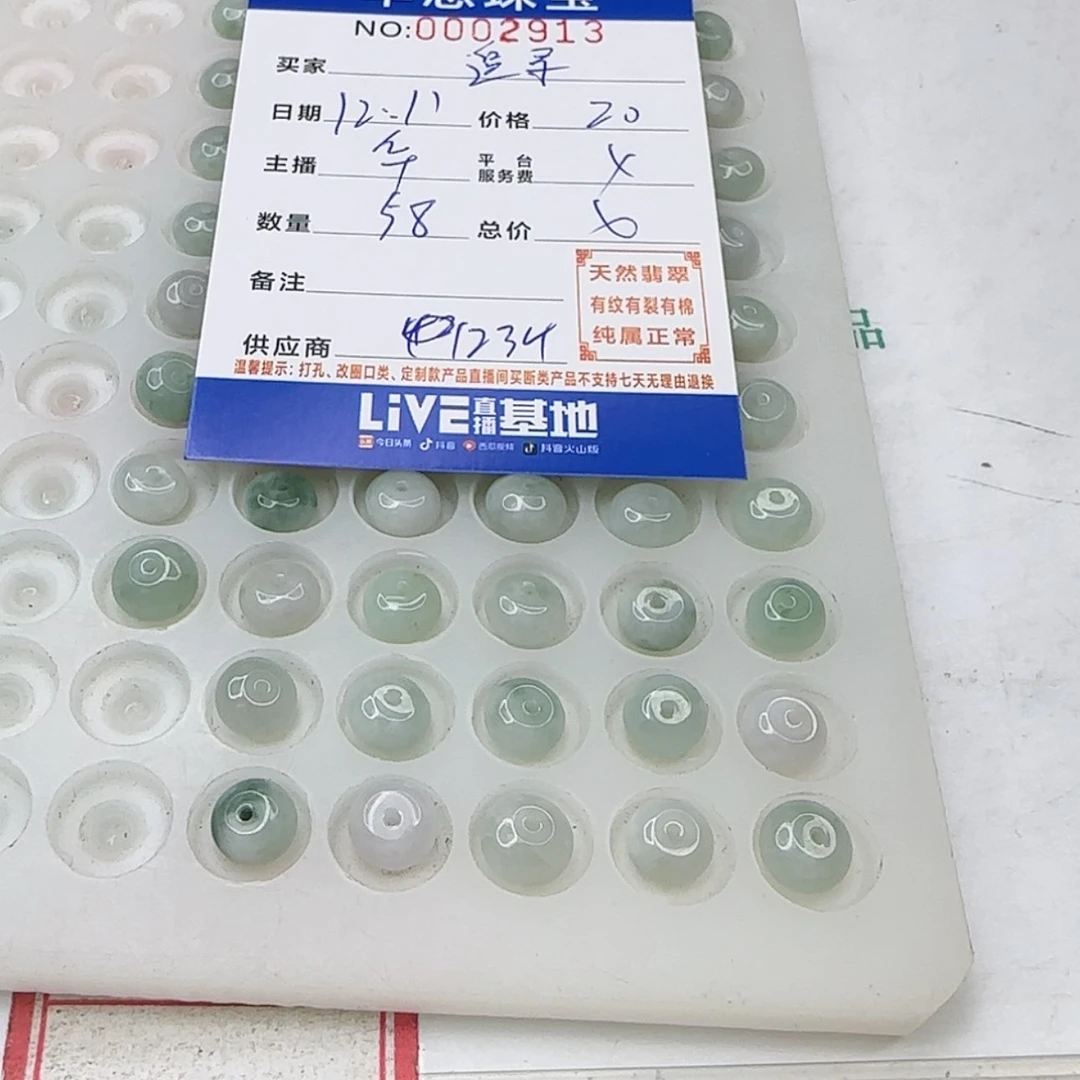 NO:0002913
买家 追寻
日期 12.11 价格 20
主播 华 平台服务费 X
数量 58 总价
备注
天然翡翠
有纹有裂有棉
纯属正常
供应商 1234
温馨提示：打孔、改圈口类、定制款产品直播间买断类产品不支持七天无理由退换
LiVE直播基地
今日头条 抖音 西瓜视频 抖音火山版
品